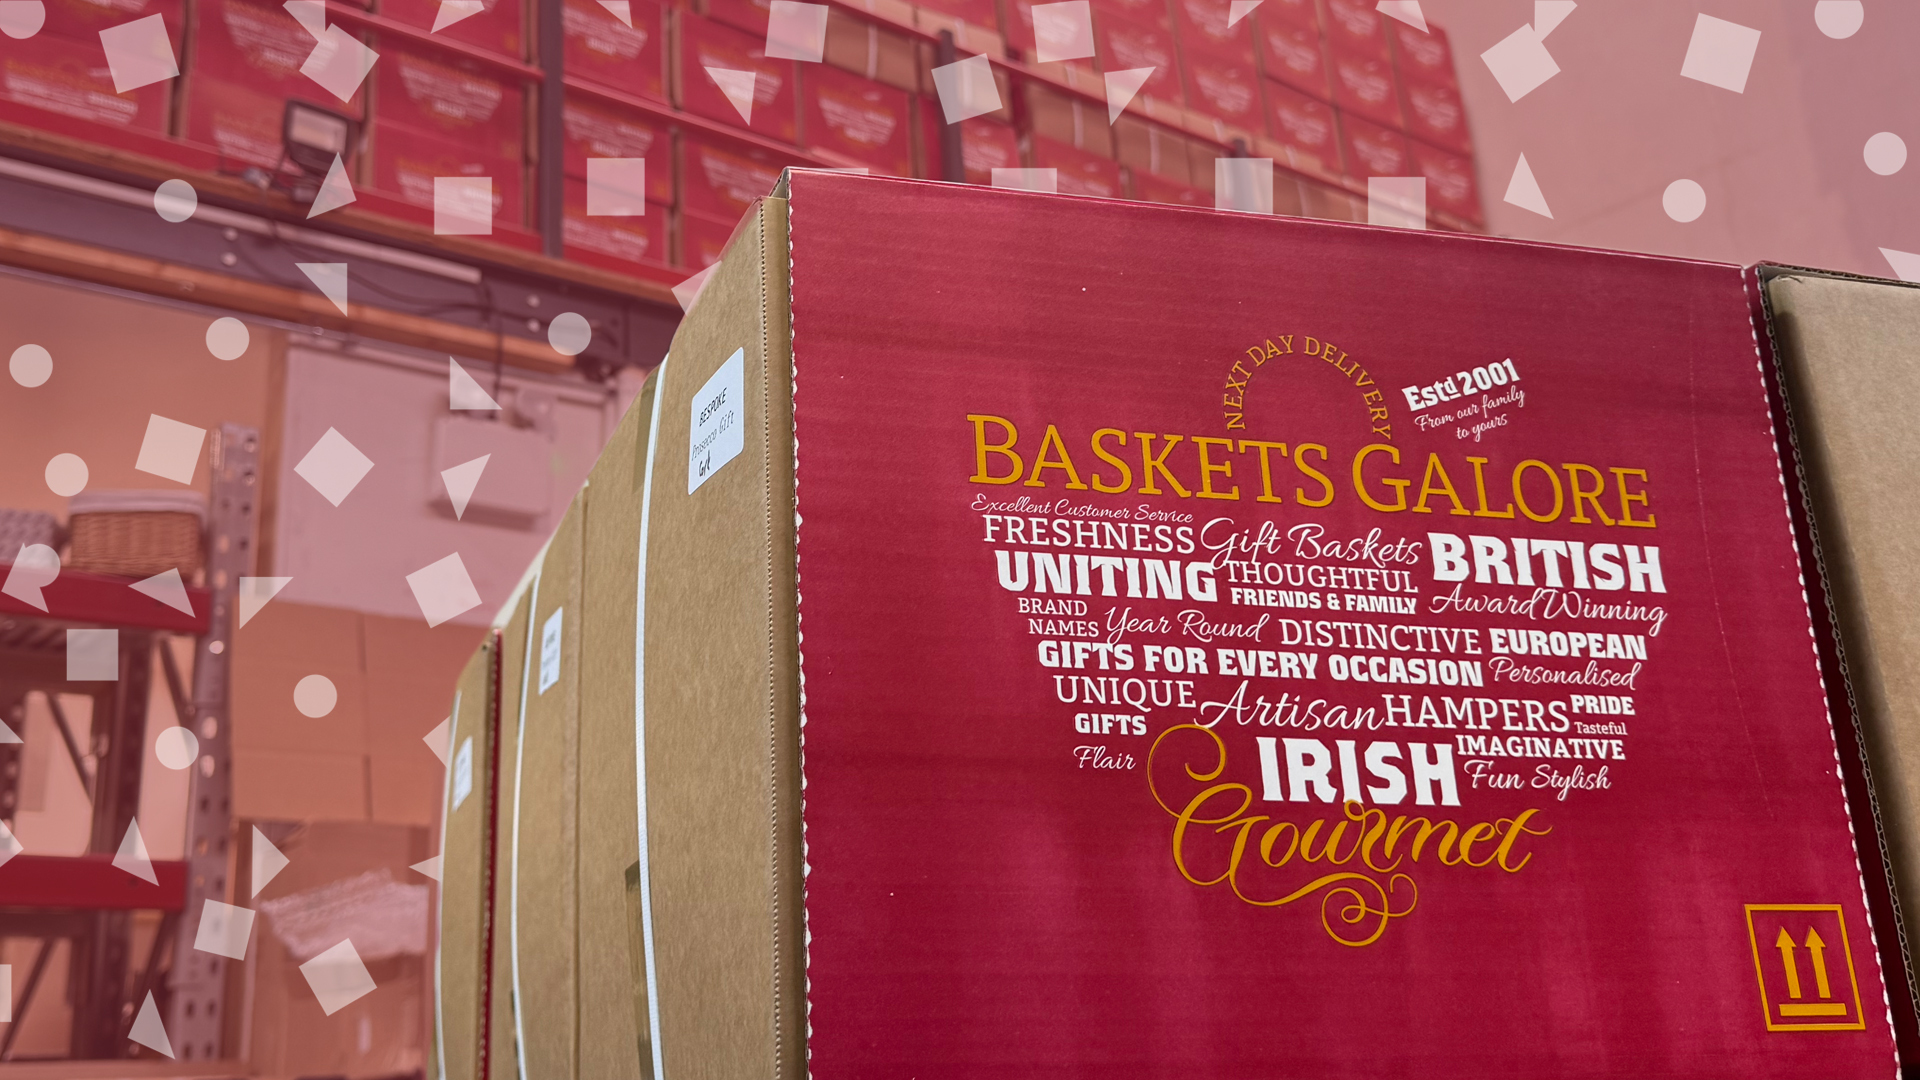 NEXT DAY DELIVERY
Estd 2001
From our family
to yours
BASKETS GALORE
Excellent Customer Service
FRESHNESS Gift Baskets BRITISH
UNITING THOUGHTFUL
FRIENDS & FAMILY Award Winning
BRAND
NAMES Year Round DISTINCTIVE EUROPEAN
GIFTS FOR EVERY OCCASION Personalised
UNIQUE Artisan HAMPERS PRIDE
GIFTS Tasteful
Flair IRISH IMAGINATIVE
Fun Stylish
Gourmet
BESPOKE
Prosecco Gift